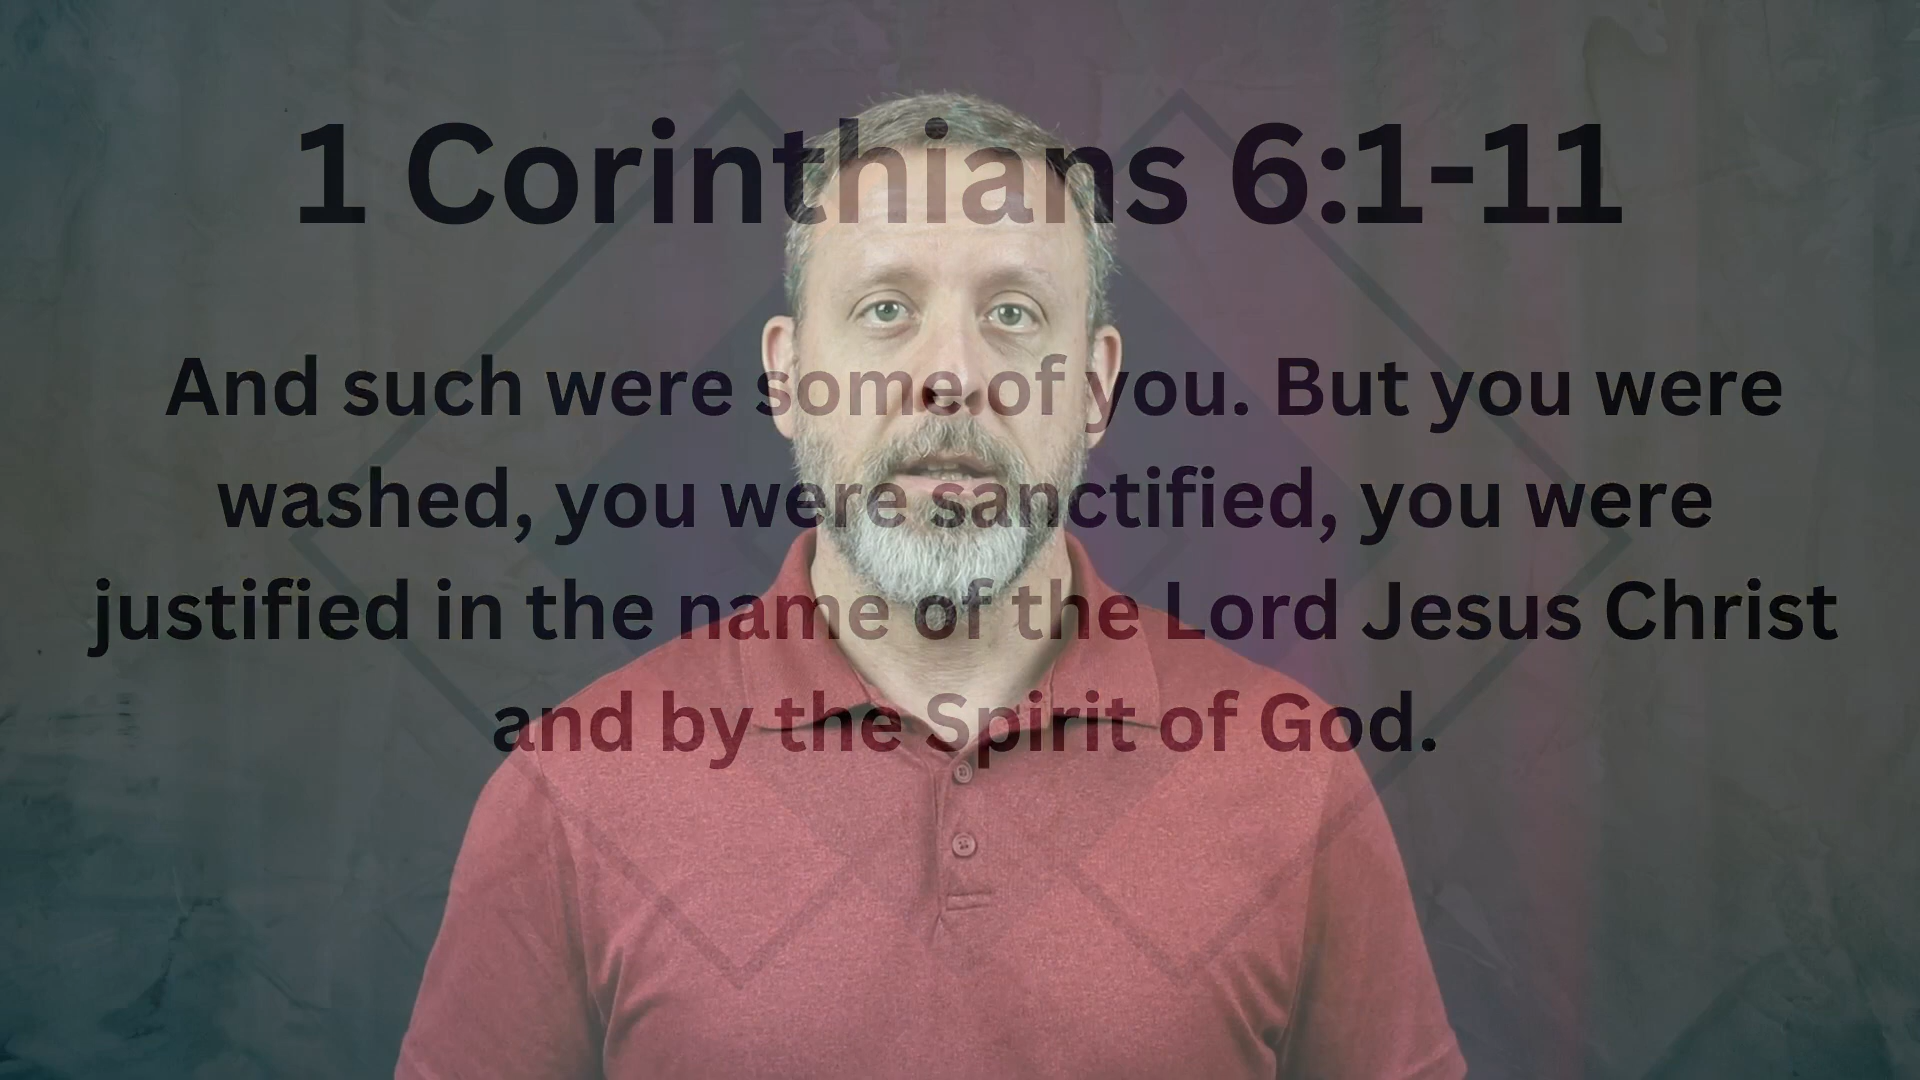 1 Corinthians 6:1-11
And such were some of you. But you were
washed, you were sanctified, you were
justified in the name of the Lord Jesus Christ
and by the Spirit of God.